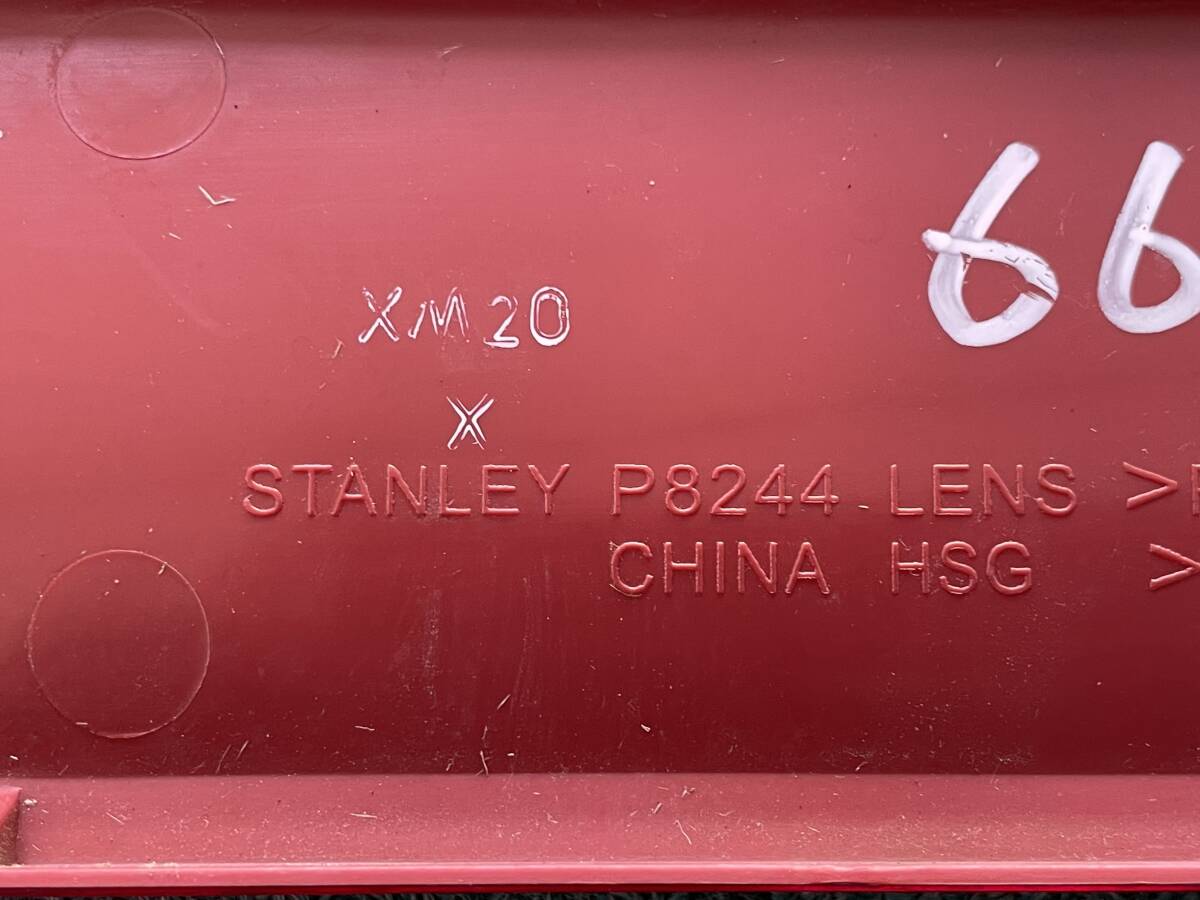 66
XM20
X
STANLEY P8244 LENS >
CHINA HSG >